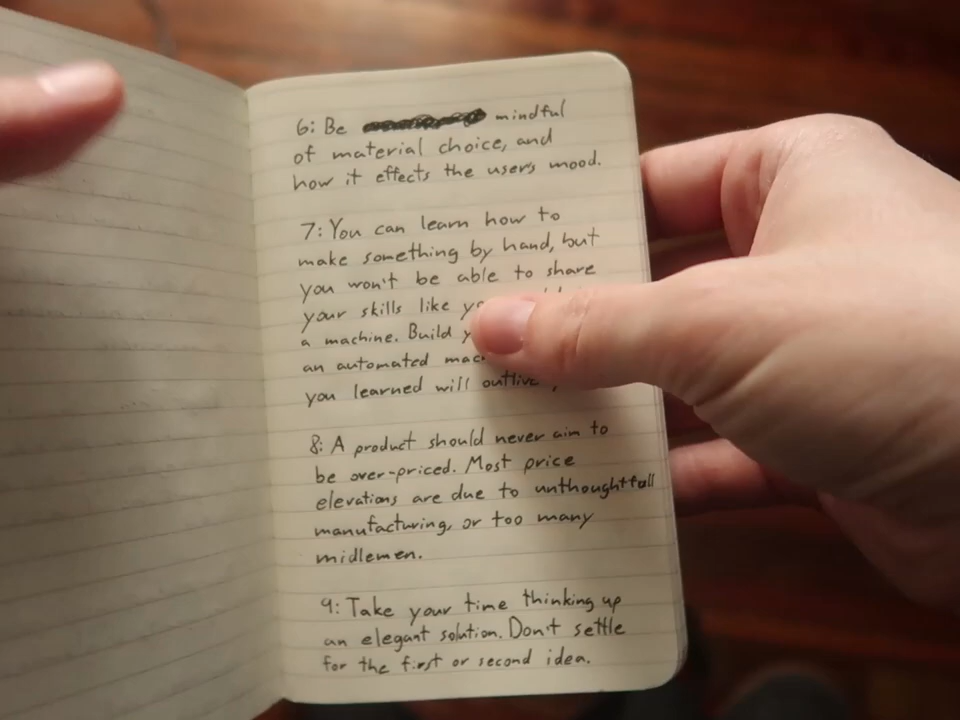 6: Be mindful
of material choice, and
how it effects the user's mood.
7: You can learn how to
make something by hand, but
you won't be able to share
your skills like
a machine. Build
an automated
you learned will outlive
8: A product should never aim to
be over-priced. Most price
elevations are due to unthoughtfull
manufacturing, or too many
midlemen.
9: Take your time thinking up
an elegant solution. Don't settle
for the first or second idea.